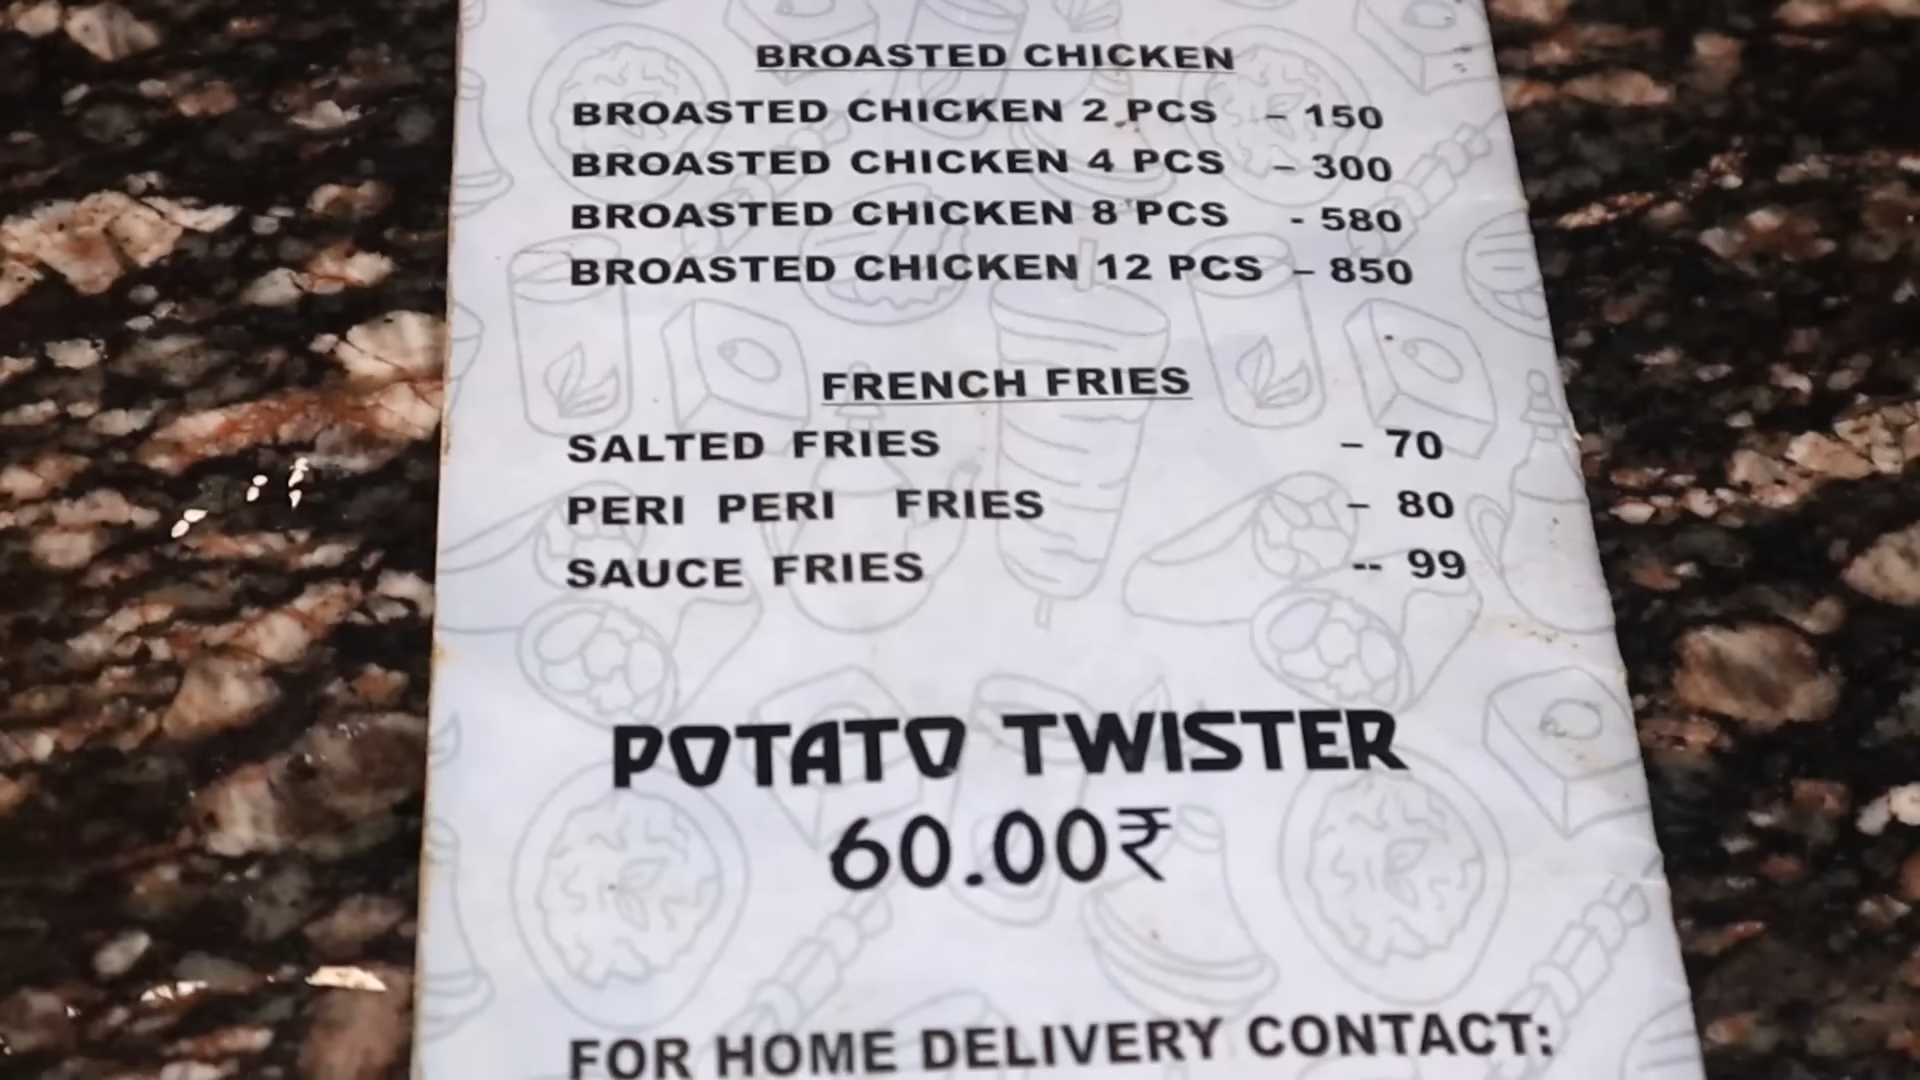 BROASTED CHICKEN
BROASTED CHICKEN 2 PCS – 150
BROASTED CHICKEN 4 PCS – 300
BROASTED CHICKEN 8 PCS - 580
BROASTED CHICKEN 12 PCS – 850
FRENCH FRIES
SALTED FRIES – 70
PERI PERI FRIES – 80
SAUCE FRIES -- 99
POTATO TWISTER
60.00₹
FOR HOME DELIVERY CONTACT: